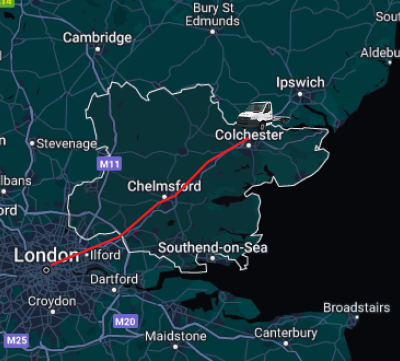 Bury St
Edmunds
Cambridge
Sou
Aldebu
Ipswich
Colchester
Stevenage
M11
lbans
Chelmsford
ord
London
Ilford
Southend-on-Sea
Dartford
Croydon
Broadstairs
M20
M25
Maidstone
Canterbury